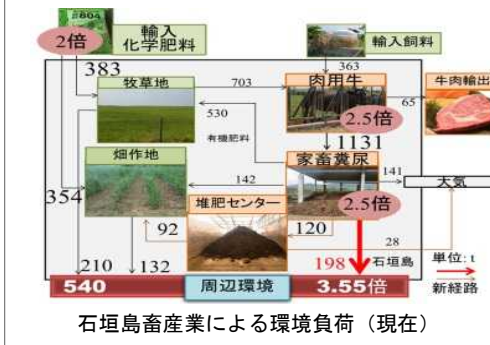 #804
輸入
化学肥料
2倍
輸入飼料
383
363
牧草地
703
肉用牛
牛肉輸出
65
530
2.5倍
有機肥料
1131
畑作地
家畜糞尿
142
141
大気
354
堆肥センター
2.5倍
92
120
28
198
石垣島
単位: t
新経路
210
132
540
周辺環境
3.55倍
石垣島畜産業による環境負荷（現在）